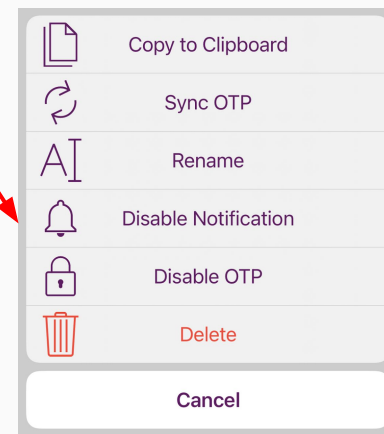 Copy to Clipboard
Sync OTP
Rename
Disable Notification
Disable OTP
Delete
Cancel